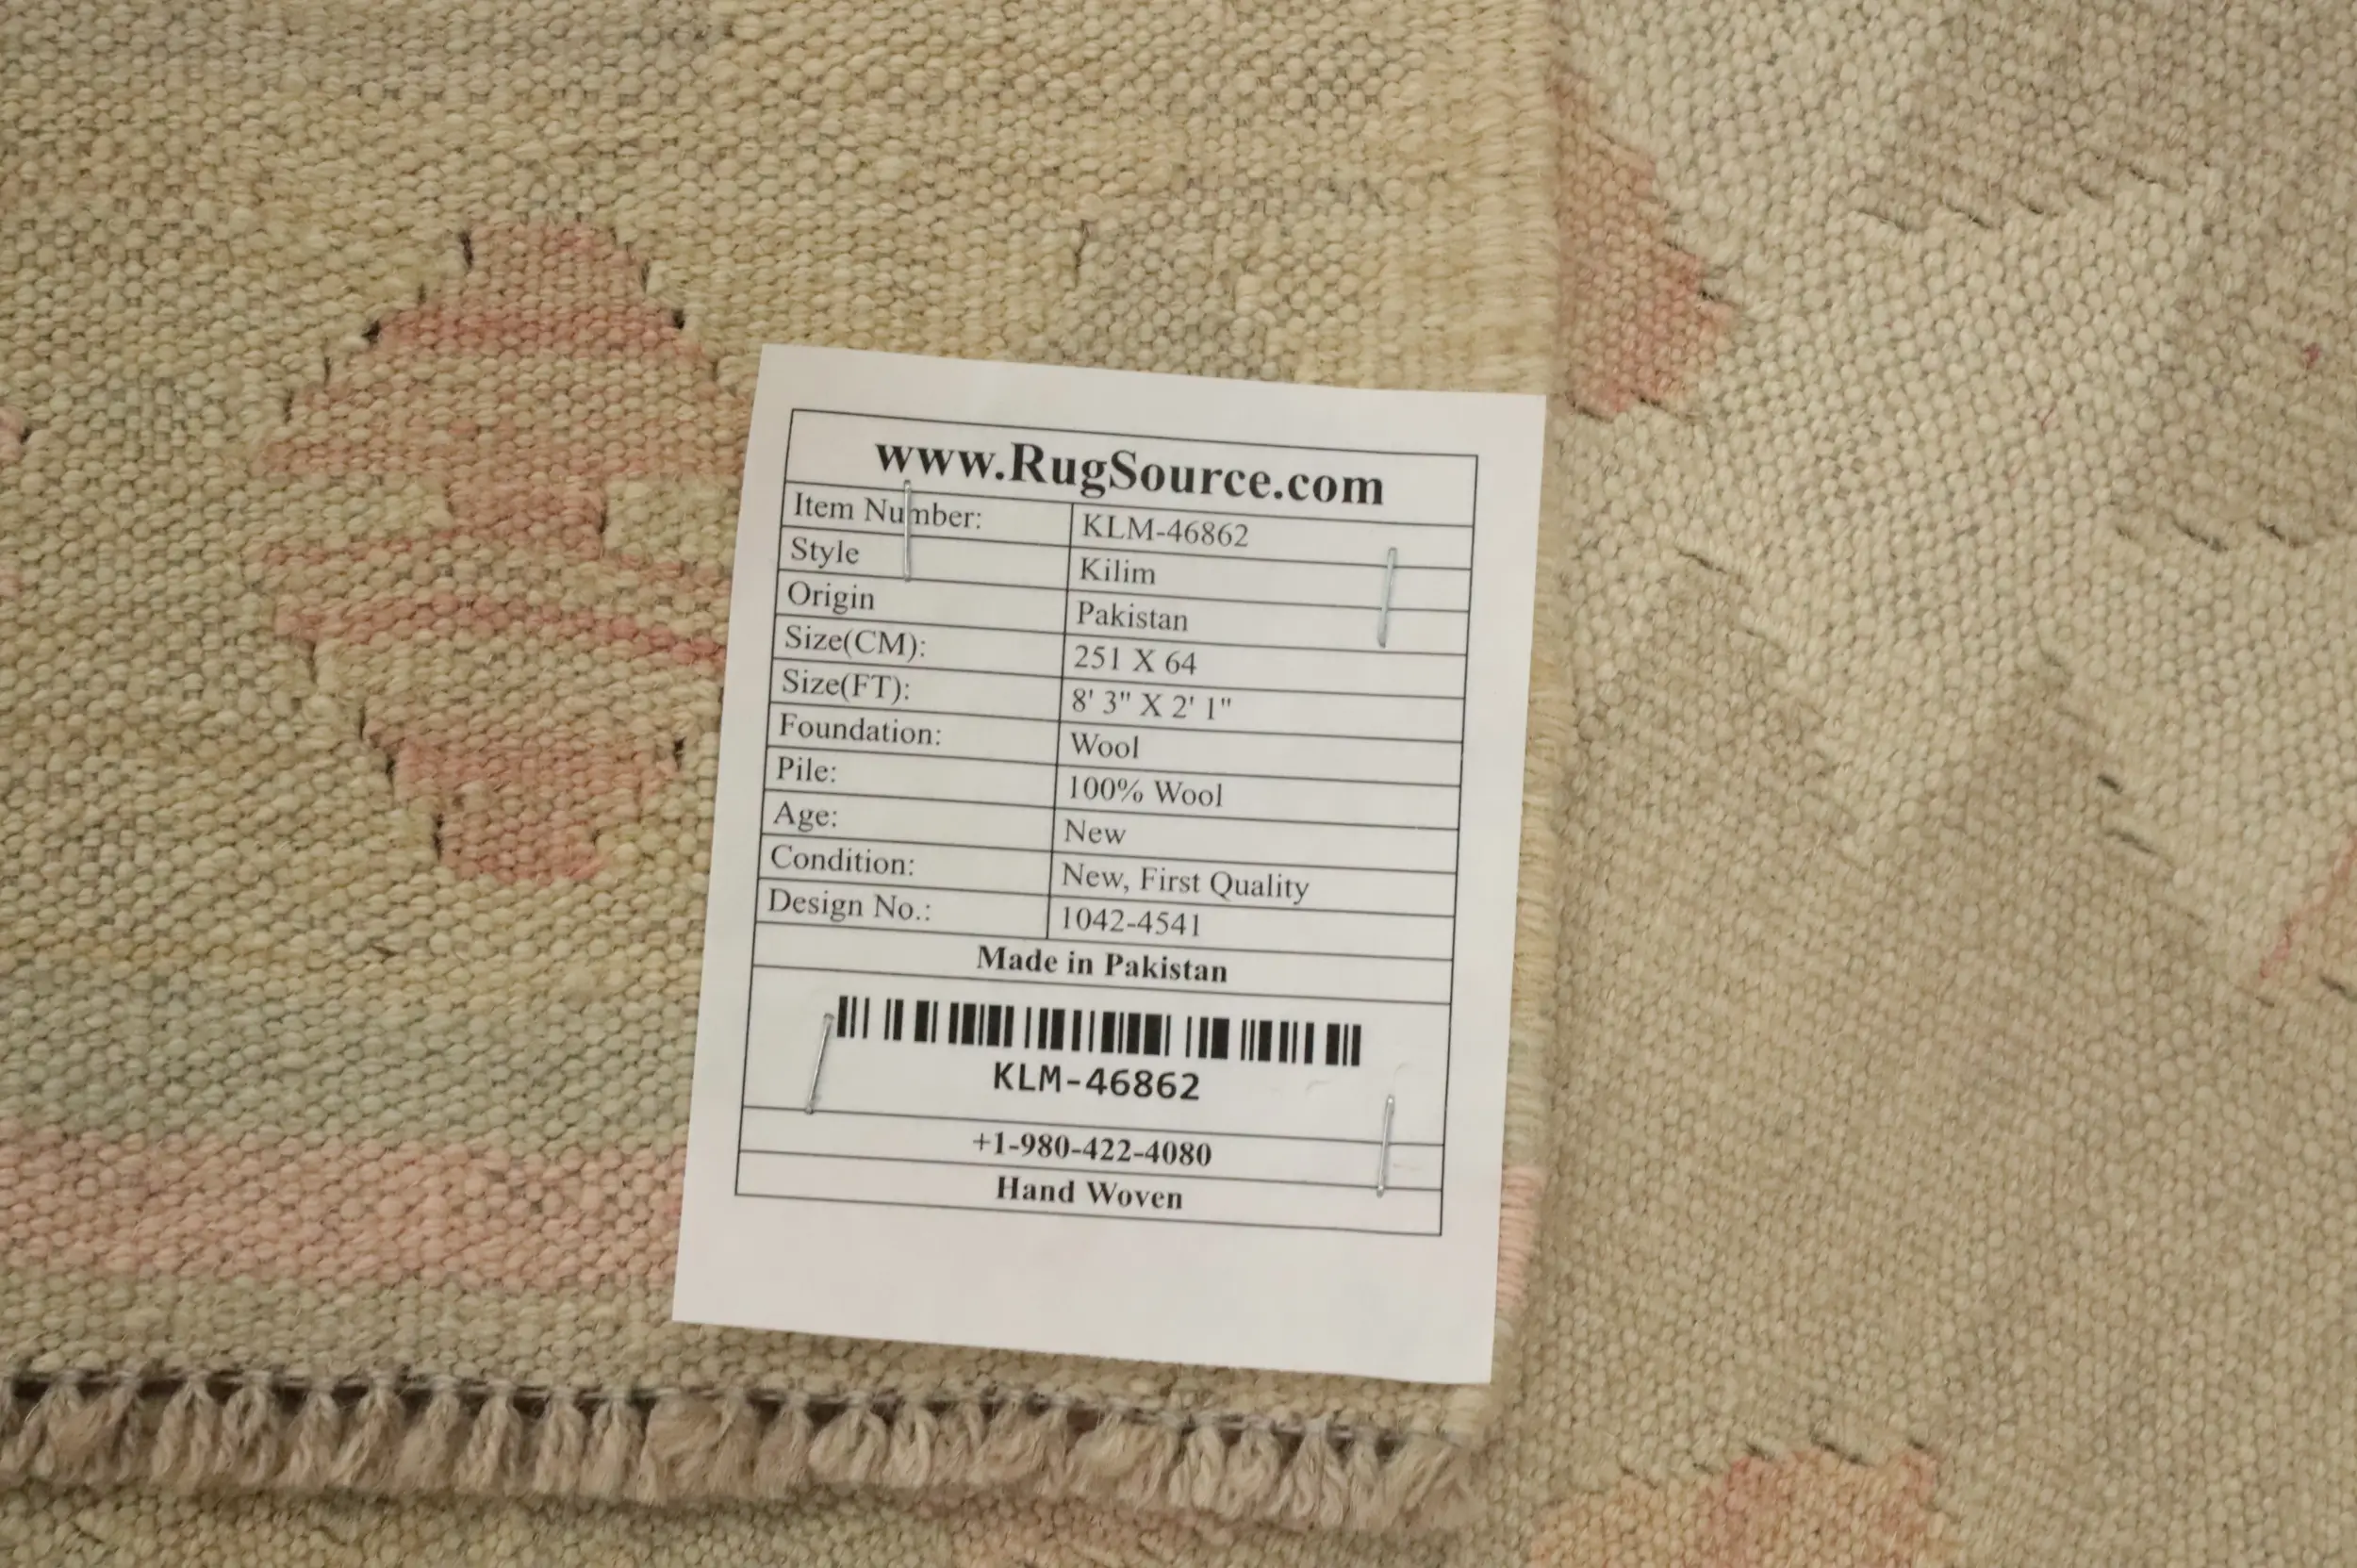 www.RugSource.com
Item Number: KLM-46862
Style Kilim
Origin Pakistan
Size(CM): 251 X 64
Size(FT): 8' 3" X 2' 1"
Foundation: Wool
Pile: 100% Wool
Age: New
Condition: New, First Quality
Design No.: 1042-4541
Made in Pakistan
KLM-46862
+1-980-422-4080
Hand Woven